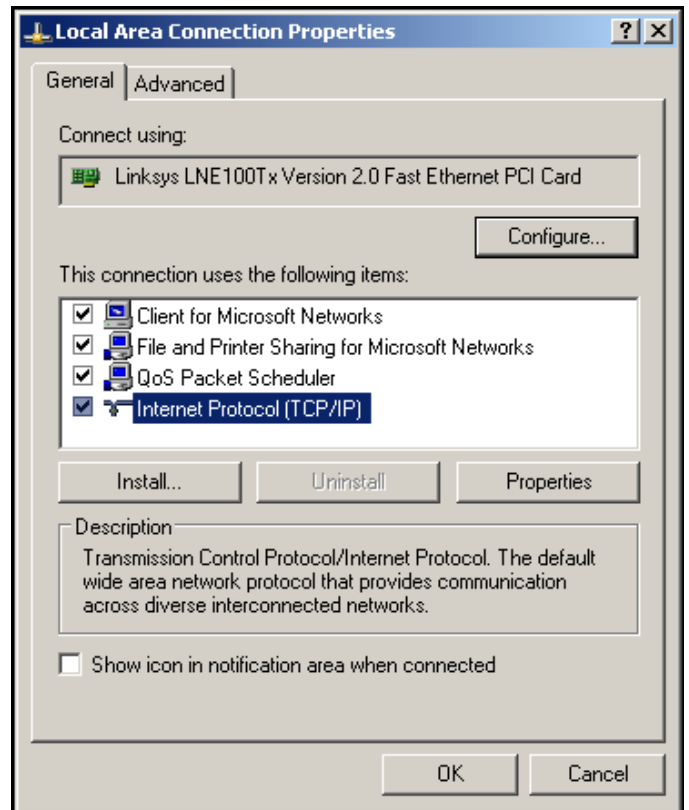 Local Area Connection Properties
General Advanced
Connect using:
Linksys LNE100Tx Version 2.0 Fast Ethernet PCI Card
Configure...
This connection uses the following items:
Client for Microsoft Networks
File and Printer Sharing for Microsoft Networks
QoS Packet Scheduler
Internet Protocol (TCP/IP)
Install... Uninstall Properties
Description
Transmission Control Protocol/Internet Protocol. The default
wide area network protocol that provides communication
across diverse interconnected networks.
Show icon in notification area when connected
OK Cancel